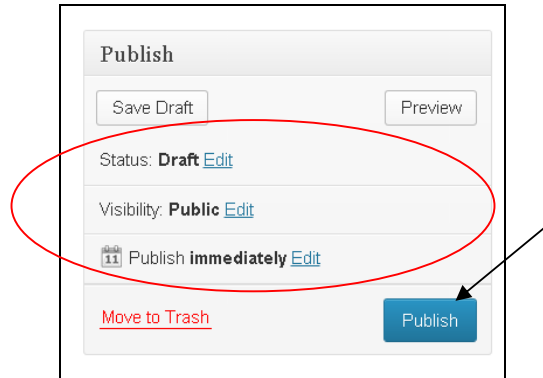 Publish
Save Draft Preview
Status: Draft Edit
Visibility: Public Edit
11 Publish immediately Edit
Move to Trash Publish